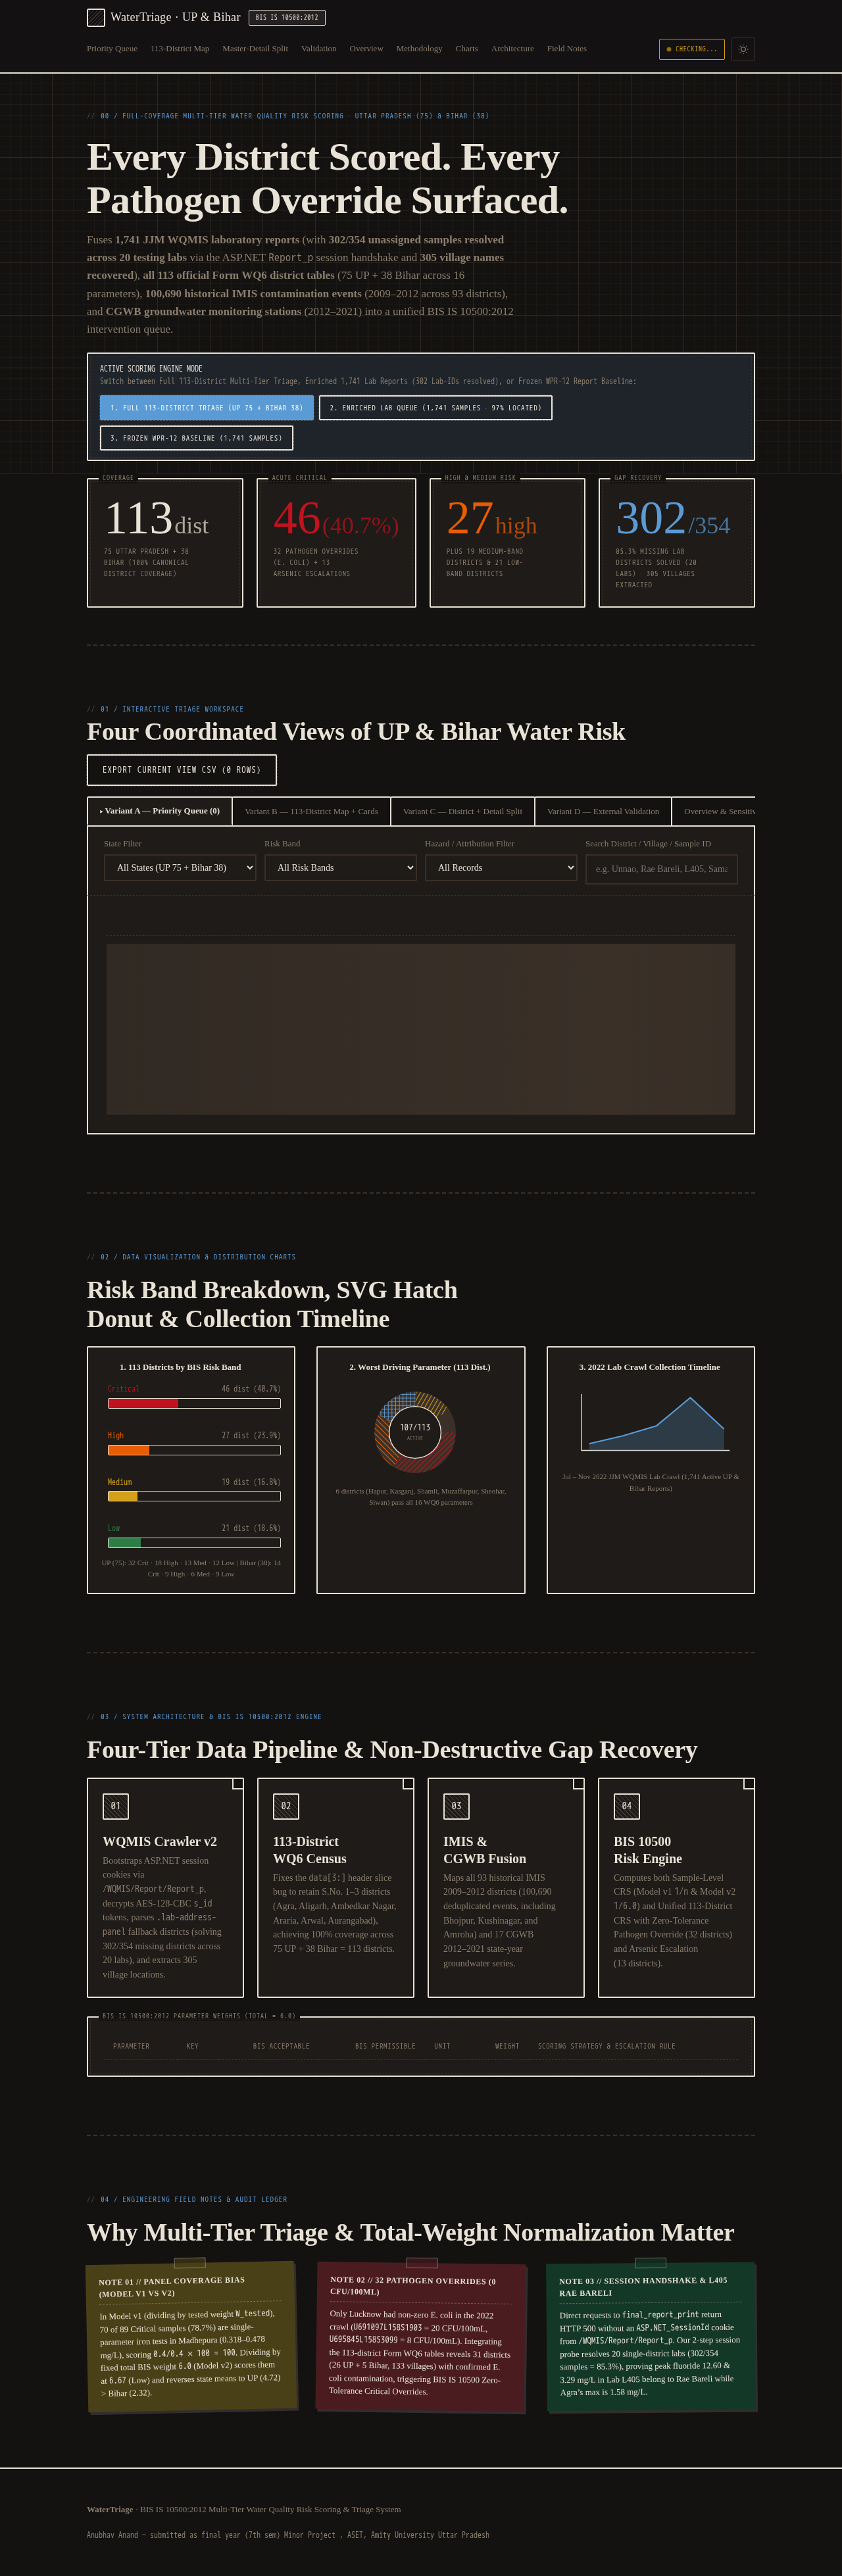 WaterTriage · UP & Bihar BIS IS 10500:2012
Priority Queue 113-District Map Master-Detail Split Validation Overview Methodology Charts Architecture Field Notes CHECKING...
// 00 / FULL-COVERAGE MULTI-TIER WATER QUALITY RISK SCORING · UTTAR PRADESH (75) & BIHAR (38)
Every District Scored. Every
Pathogen Override Surfaced.
Fuses 1,741 JJM WQMIS laboratory reports (with 302/354 unassigned samples resolved
across 20 testing labs via the ASP.NET Report_p session handshake and 305 village names
recovered), all 113 official Form WQ6 district tables (75 UP + 38 Bihar across 16
parameters), 100,690 historical IMIS contamination events (2009–2012 across 93 districts),
and CGWB groundwater monitoring stations (2012–2021) into a unified BIS IS 10500:2012
intervention queue.
ACTIVE SCORING ENGINE MODE
Switch between Full 113-District Multi-Tier Triage, Enriched 1,741 Lab Reports (302 Lab-IDs resolved), or Frozen WPR-12 Report Baseline:
1. FULL 113-DISTRICT TRIAGE (UP 75 + BIHAR 38)
2. ENRICHED LAB QUEUE (1,741 SAMPLES · 97% LOCATED)
3. FROZEN WPR-12 BASELINE (1,741 SAMPLES)
COVERAGE
113 dist
75 UTTAR PRADESH + 38
BIHAR (100% CANONICAL
DISTRICT COVERAGE)
ACUTE CRITICAL
46 (40.7%)
32 PATHOGEN OVERRIDES
(E. COLI) + 13
ARSENIC ESCALATIONS
HIGH & MEDIUM RISK
27 high
PLUS 19 MEDIUM-BAND
DISTRICTS & 21 LOW-
BAND DISTRICTS
GAP RECOVERY
302 /354
85.3% MISSING LAB
DISTRICTS SOLVED (20
LABS) · 305 VILLAGES
EXTRACTED
// 01 / INTERACTIVE TRIAGE WORKSPACE
Four Coordinated Views of UP & Bihar Water Risk
EXPORT CURRENT VIEW CSV (0 ROWS)
▸ Variant A — Priority Queue (0)
Variant B — 113-District Map + Cards
Variant C — District + Detail Split
Variant D — External Validation
Overview & Sensitiv
State Filter
All States (UP 75 + Bihar 38)
Risk Band
All Risk Bands
Hazard / Attribution Filter
All Records
Search District / Village / Sample ID
e.g. Unnao, Rae Bareli, L405, Sama
// 02 / DATA VISUALIZATION & DISTRIBUTION CHARTS
Risk Band Breakdown, SVG Hatch
Donut & Collection Timeline
1. 113 Districts by BIS Risk Band
Critical 46 dist (40.7%)
High 27 dist (23.9%)
Medium 19 dist (16.8%)
Low 21 dist (18.6%)
UP (75): 32 Crit · 18 High · 13 Med · 12 Low | Bihar (38): 14
Crit · 9 High · 6 Med · 9 Low
2. Worst Driving Parameter (113 Dist.)
107/113
ACTIVE
6 districts (Hapur, Kasganj, Shamli, Muzaffarpur, Sheohar,
Siwan) pass all 16 WQ6 parameters
3. 2022 Lab Crawl Collection Timeline
Jul – Nov 2022 JJM WQMIS Lab Crawl (1,741 Active UP &
Bihar Reports)
// 03 / SYSTEM ARCHITECTURE & BIS IS 10500:2012 ENGINE
Four-Tier Data Pipeline & Non-Destructive Gap Recovery
01
WQMIS Crawler v2
Bootstraps ASP.NET session
cookies via
/WQMIS/Report/Report_p,
decrypts AES-128-CBC s_id
tokens, parses .lab-address-
panel fallback districts (solving
302/354 missing districts across
20 labs), and extracts 305
village locations.
02
113-District
WQ6 Census
Fixes the data[3:] header slice
bug to retain S.No. 1–3 districts
(Agra, Aligarh, Ambedkar Nagar,
Araria, Arwal, Aurangabad),
achieving 100% coverage across
75 UP + 38 Bihar = 113 districts.
03
IMIS &
CGWB Fusion
Maps all 93 historical IMIS
2009–2012 districts (100,690
deduplicated events, including
Bhojpur, Kushinagar, and
Amroha) and 17 CGWB
2012–2021 state-year
groundwater series.
04
BIS 10500
Risk Engine
Computes both Sample-Level
CRS (Model v1 1/n & Model v2
1/6.0) and Unified 113-District
CRS with Zero-Tolerance
Pathogen Override (32 districts)
and Arsenic Escalation
(13 districts).
BIS IS 10500:2012 PARAMETER WEIGHTS (TOTAL = 6.0)
PARAMETER KEY BIS ACCEPTABLE BIS PERMISSIBLE UNIT WEIGHT SCORING STRATEGY & ESCALATION RULE
// 04 / ENGINEERING FIELD NOTES & AUDIT LEDGER
Why Multi-Tier Triage & Total-Weight Normalization Matter
NOTE 01 // PANEL COVERAGE BIAS
(MODEL V1 VS V2)
In Model v1 (dividing by tested weight W_tested),
70 of 89 Critical samples (78.7%) are single-
parameter iron tests in Madhepura (0.318–0.478
mg/L), scoring 0.4/0.4 × 100 = 100. Dividing by
fixed total BIS weight 6.0 (Model v2) scores them
at 6.67 (Low) and reverses state means to UP (4.72)
> Bihar (2.32).
NOTE 02 // 32 PATHOGEN OVERRIDES (0
CFU/100ML)
Only Lucknow had non-zero E. coli in the 2022
crawl (U691097L158S1903 = 20 CFU/100mL,
U695845L158S3099 = 8 CFU/100mL). Integrating
the 113-district Form WQ6 tables reveals 31 districts
(26 UP + 5 Bihar, 133 villages) with confirmed E.
coli contamination, triggering BIS IS 10500 Zero-
Tolerance Critical Overrides.
NOTE 03 // SESSION HANDSHAKE & L405
RAE BARELI
Direct requests to final_report_print return
HTTP 500 without an ASP.NET_SessionId cookie
from /WQMIS/Report/Report_p. Our 2-step session
probe resolves 20 single-district labs (302/354
samples = 85.3%), proving peak fluoride 12.60 &
3.29 mg/L in Lab L405 belong to Rae Bareli while
Agra's max is 1.58 mg/L.
WaterTriage · BIS IS 10500:2012 Multi-Tier Water Quality Risk Scoring & Triage System
Anubhav Anand — submitted as final year (7th sem) Minor Project , ASET, Amity University Uttar Pradesh